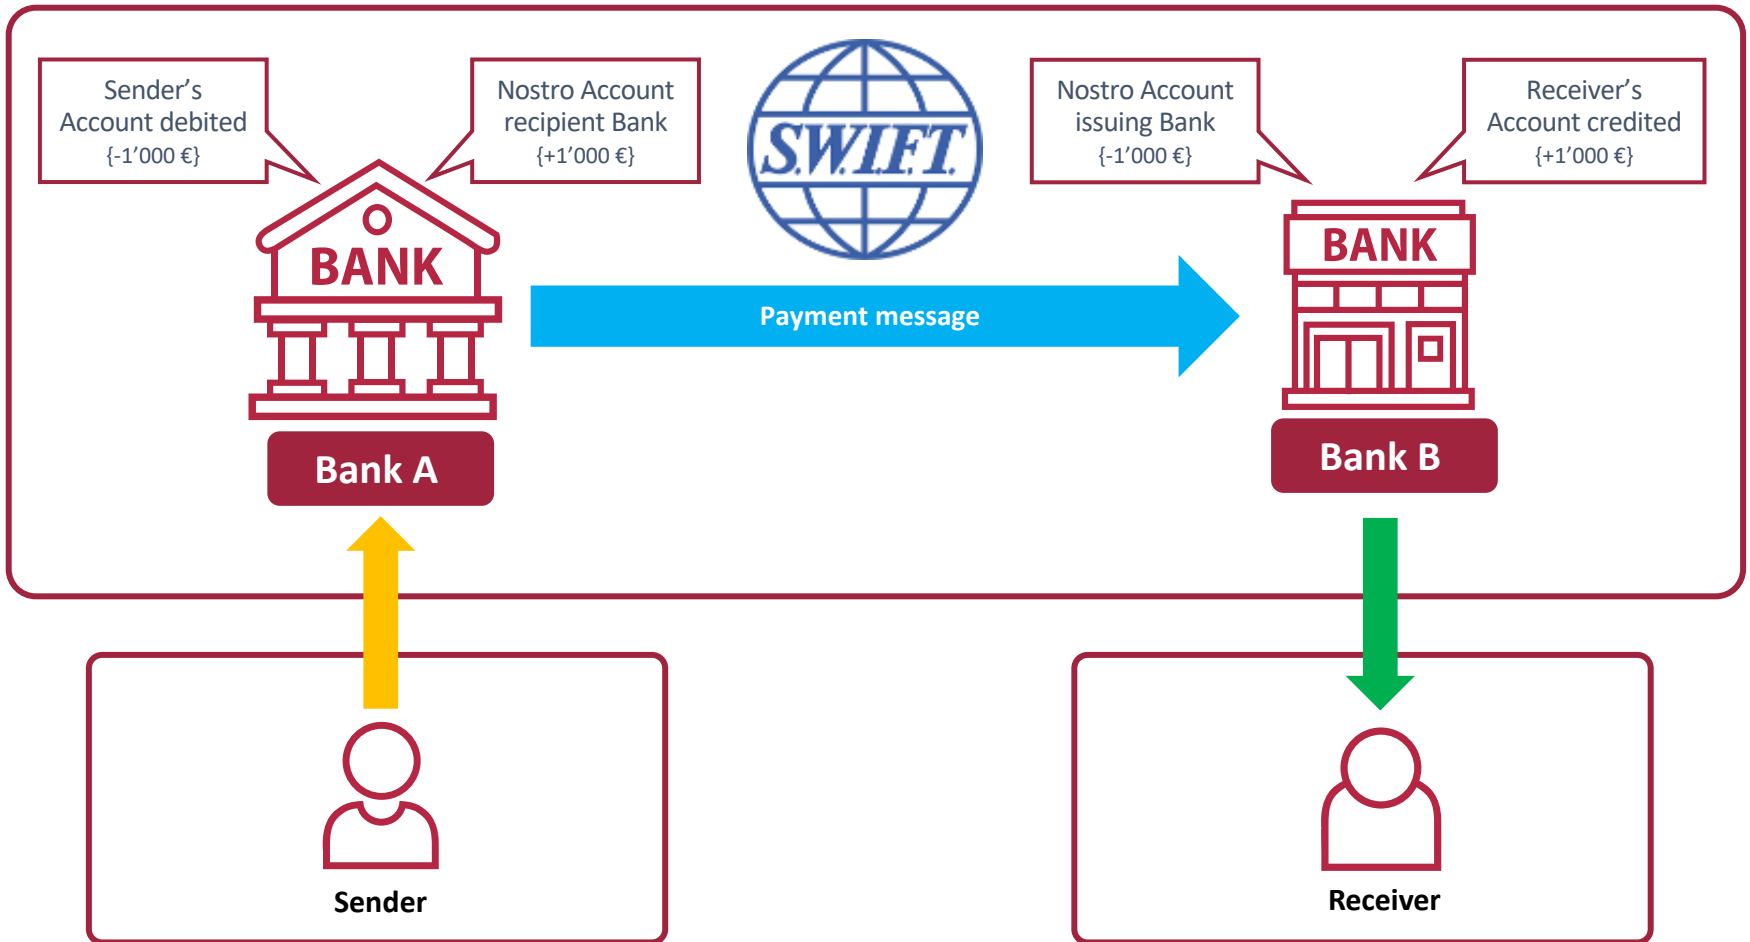 Sender’s
Account debited
{-1’000 €}
Nostro Account
recipient Bank
{+1’000 €}
S.W.I.F.T.
Nostro Account
issuing Bank
{-1’000 €}
Receiver’s
Account credited
{+1’000 €}
BANK
BANK
Payment message
Bank A
Bank B
Sender
Receiver